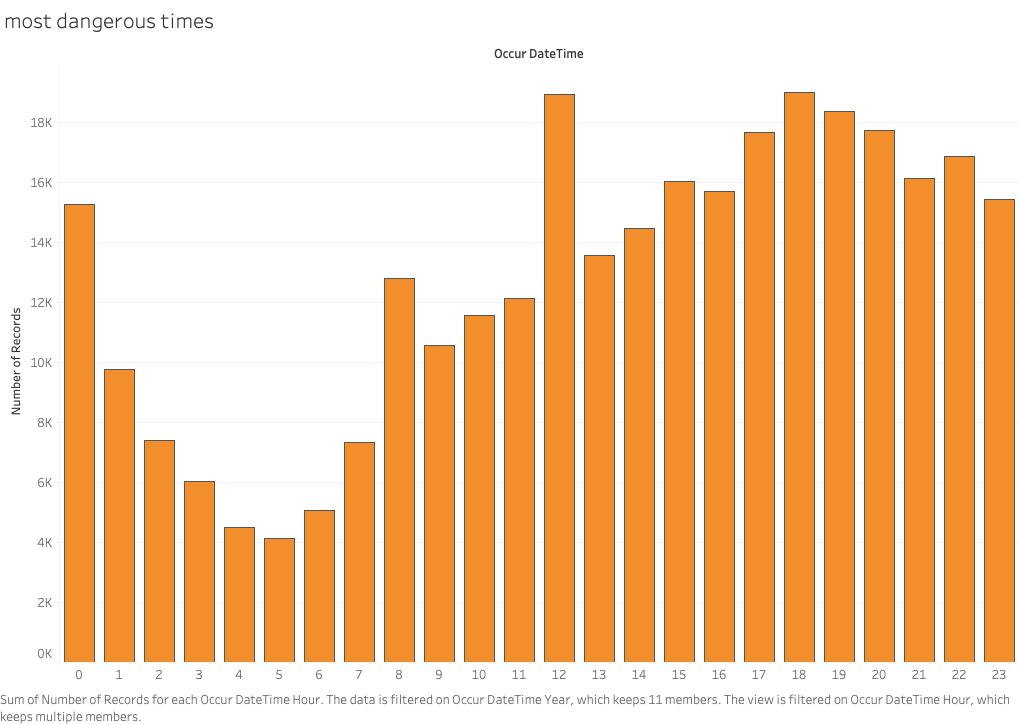 most dangerous times
Occur DateTime
Number of Records
18K
16K
14K
12K
10K
8K
6K
4K
2K
0K
0 1 2 3 4 5 6 7 8 9 10 11 12 13 14 15 16 17 18 19 20 21 22 23
Sum of Number of Records for each Occur DateTime Hour. The data is filtered on Occur DateTime Year, which keeps 11 members. The view is filtered on Occur DateTime Hour, which
keeps multiple members.